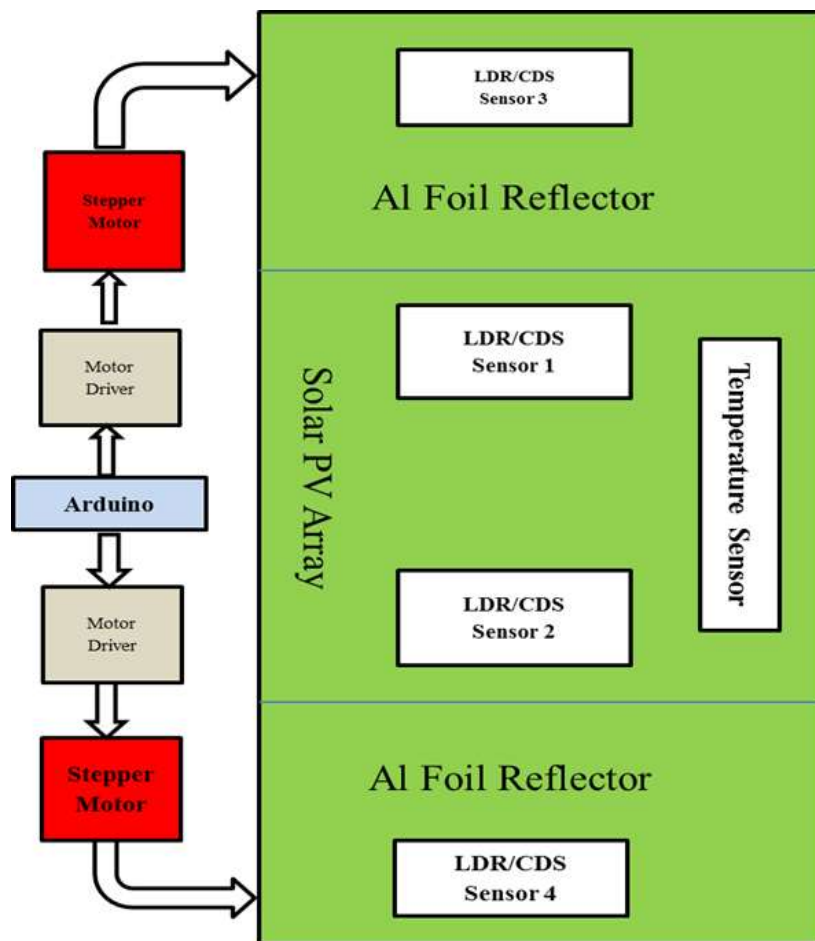 LDR/CDS
Sensor 3
Al Foil Reflector
Stepper
Motor
Motor
Driver
Arduino
Motor
Driver
Stepper
Motor
Solar PV Array
LDR/CDS
Sensor 1
Temperature Sensor
LDR/CDS
Sensor 2
Al Foil Reflector
LDR/CDS
Sensor 4